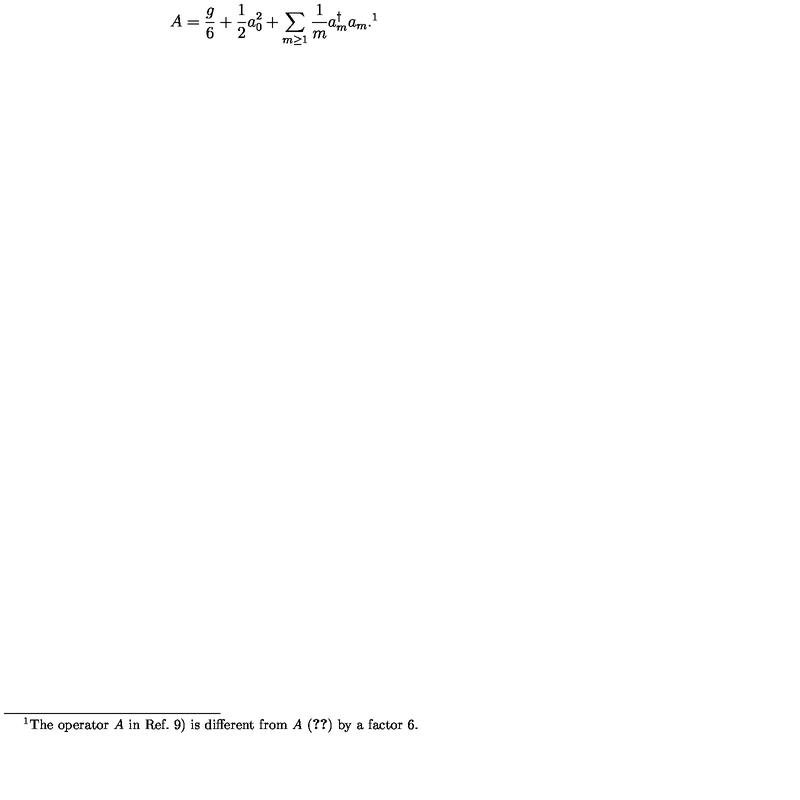 $A = \frac{g}{6} + \frac{1}{2} a_0^2 + \sum_{m \geq 1} \frac{1}{m} a_m^\dagger a_m.^1$
$^1$The operator $A$ in Ref. 9) is different from $A$ (??) by a factor 6.